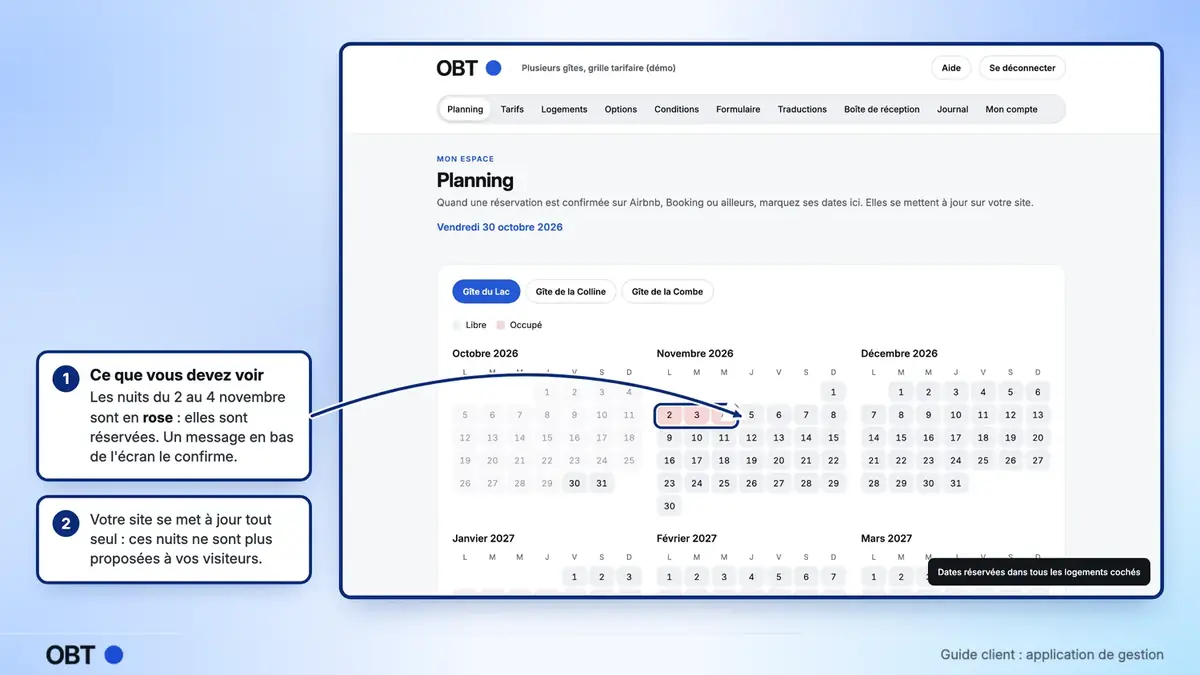 OBT
Plusieurs gîtes, grille tarifaire (démo)
Aide
Se déconnecter
Planning Tarifs Logements Options Conditions Formulaire Traductions Boîte de réception Journal Mon compte
MON ESPACE
Planning
Quand une réservation est confirmée sur Airbnb, Booking ou ailleurs, marquez ses dates ici. Elles se mettent à jour sur votre site.
Vendredi 30 octobre 2026
Gîte du Lac Gîte de la Colline Gîte de la Combe
Libre Occupé
Octobre 2026
L M M J V S D
1 2 3 4
5 6 7 8 9 10 11
12 13 14 15 16 17 18
19 20 21 22 23 24 25
26 27 28 29 30 31
Novembre 2026
L M M J V S D
1
2 3 5 6 7 8
9 10 11 12 13 14 15
16 17 18 19 20 21 22
23 24 25 26 27 28 29
30
Décembre 2026
L M M J V S D
1 2 3 4 5 6
7 8 9 10 11 12 13
14 15 16 17 18 19 20
21 22 23 24 25 26 27
28 29 30 31
Janvier 2027
L M M J V S D
1 2 3
Février 2027
L M M J V S D
1 2 3 4 5 6 7
Mars 2027
L M M J V S D
1 2
Dates réservées dans tous les logements cochés
1
Ce que vous devez voir
Les nuits du 2 au 4 novembre
sont en rose : elles sont
réservées. Un message en bas
de l'écran le confirme.
2
Votre site se met à jour tout
seul : ces nuits ne sont plus
proposées à vos visiteurs.
OBT
Guide client : application de gestion